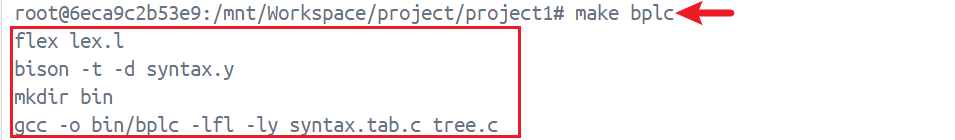 root@6eca9c2b53e9:/mnt/Workspace/project/project1# make bplc
flex lex.l
bison -t -d syntax.y
mkdir bin
gcc -o bin/bplc -lfl -ly syntax.tab.c tree.c